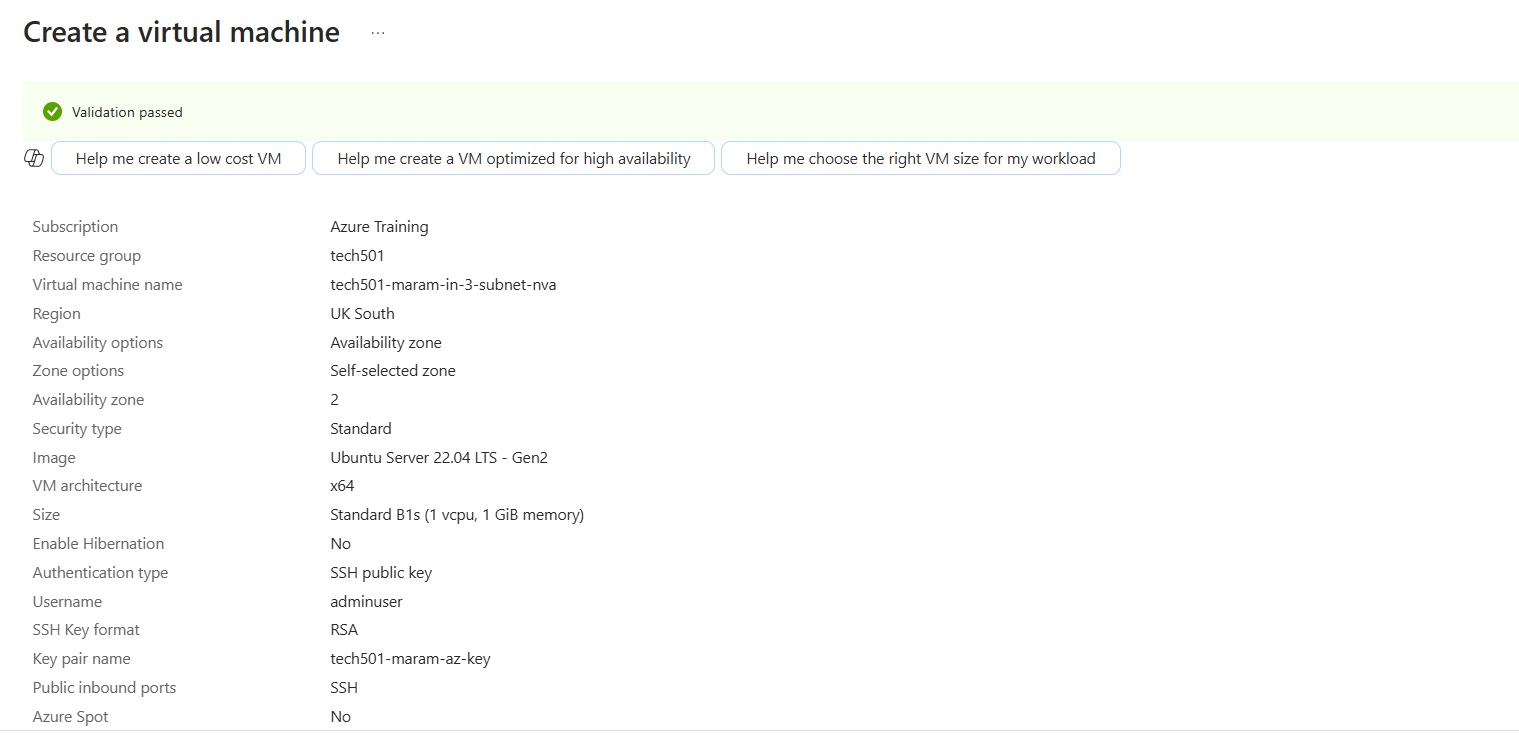 Create a virtual machine ...
Validation passed
Help me create a low cost VM Help me create a VM optimized for high availability Help me choose the right VM size for my workload
Subscription Azure Training
Resource group tech501
Virtual machine name tech501-maram-in-3-subnet-nva
Region UK South
Availability options Availability zone
Zone options Self-selected zone
Availability zone 2
Security type Standard
Image Ubuntu Server 22.04 LTS - Gen2
VM architecture x64
Size Standard B1s (1 vcpu, 1 GiB memory)
Enable Hibernation No
Authentication type SSH public key
Username adminuser
SSH Key format RSA
Key pair name tech501-maram-az-key
Public inbound ports SSH
Azure Spot No